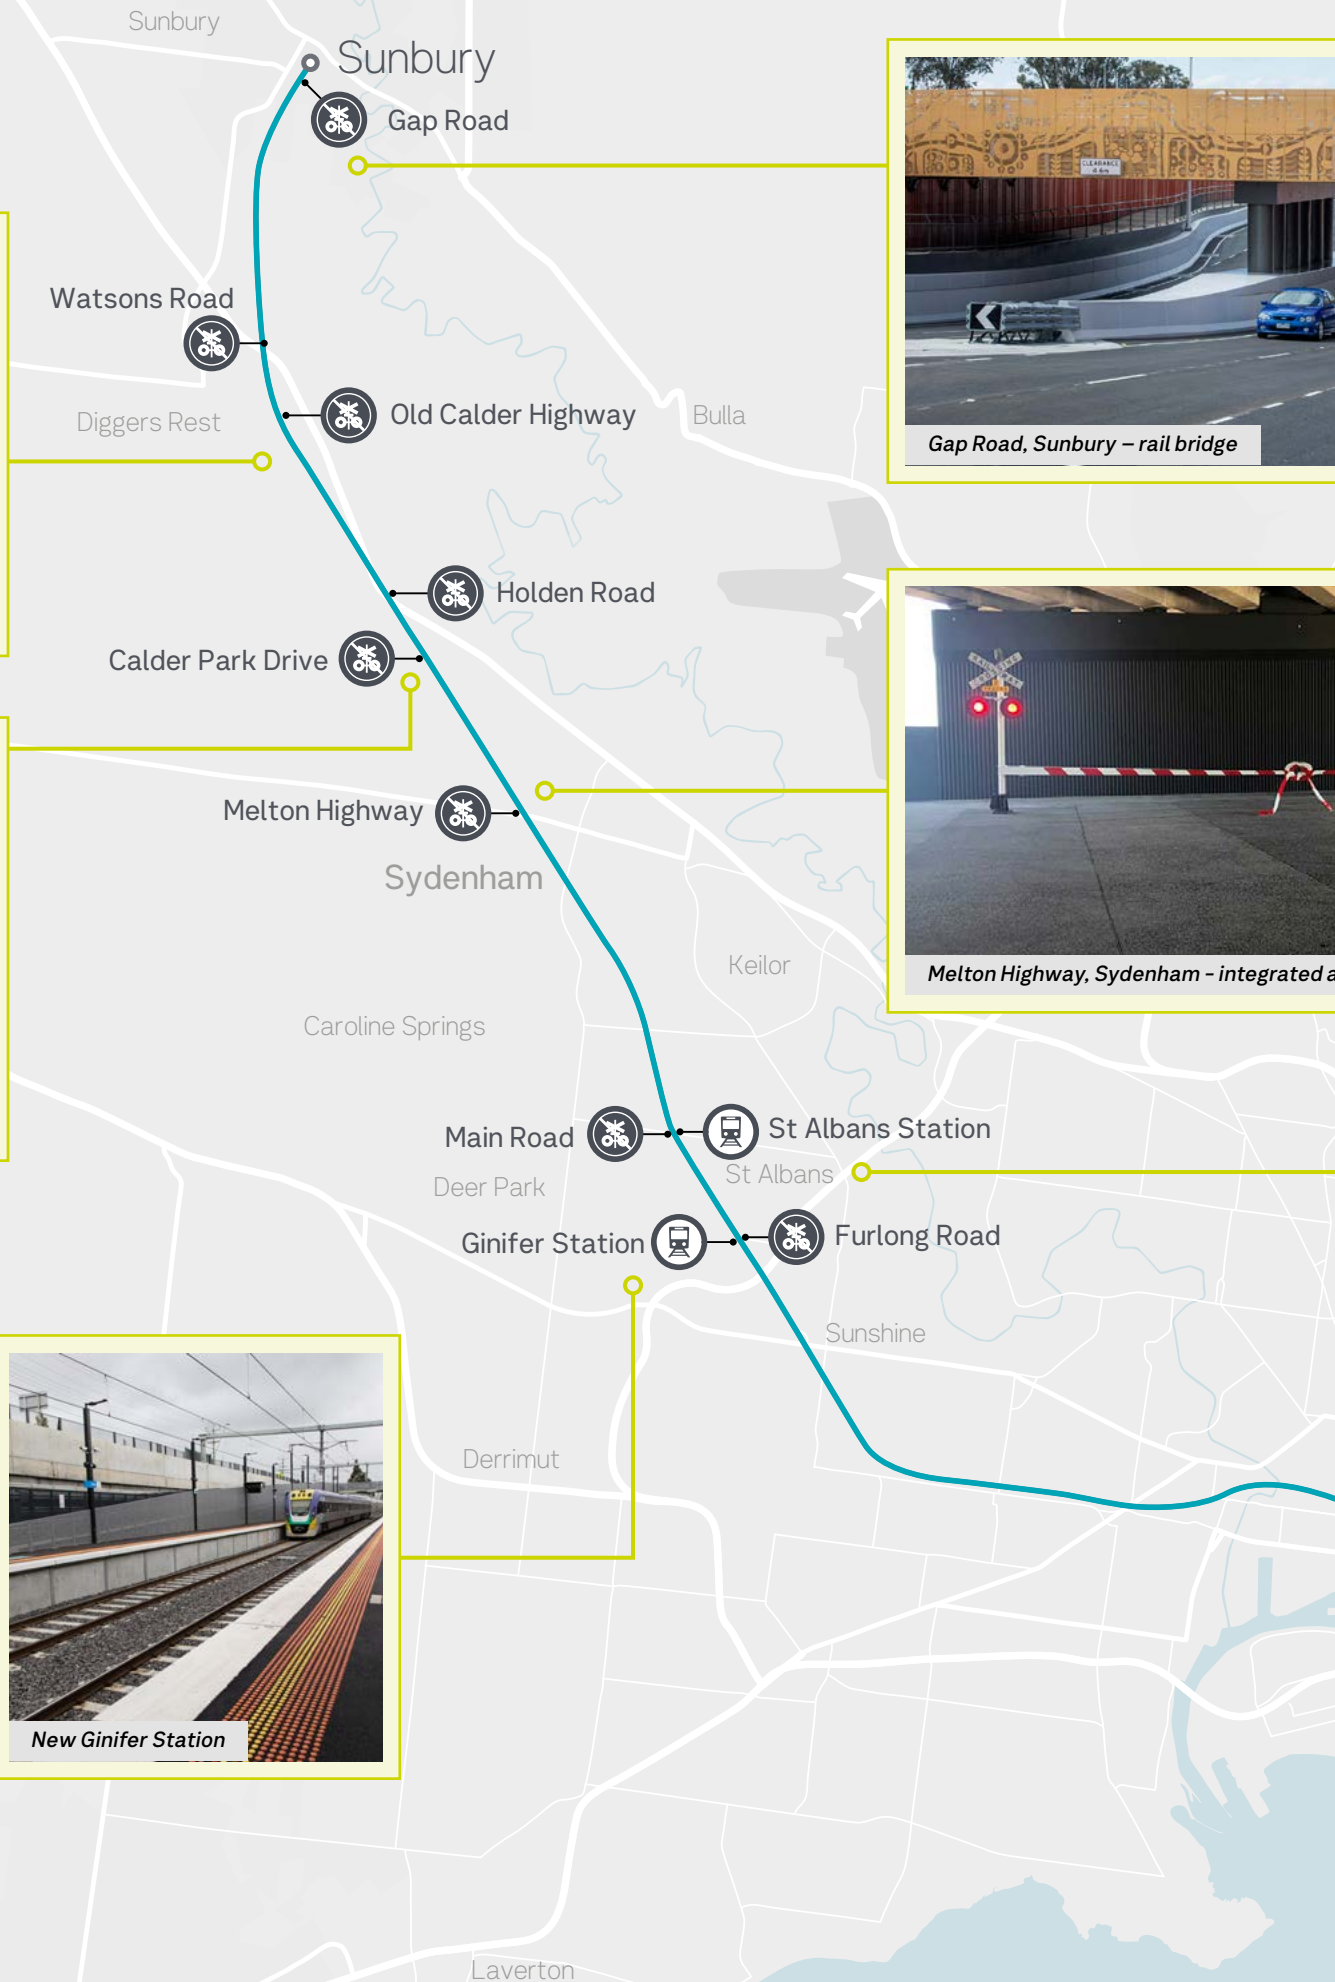 Sunbury
Sunbury
Gap Road
CLEARANCE
Gap Road, Sunbury – rail bridge
Watsons Road
Old Calder Highway
Bulla
Diggers Rest
Holden Road
Calder Park Drive
Melton Highway
Sydenham
Keilor
Melton Highway, Sydenham - integrated a
Caroline Springs
Main Road
St Albans Station
St Albans
Deer Park
Ginifer Station
Furlong Road
Sunshine
Derrimut
New Ginifer Station
Laverton